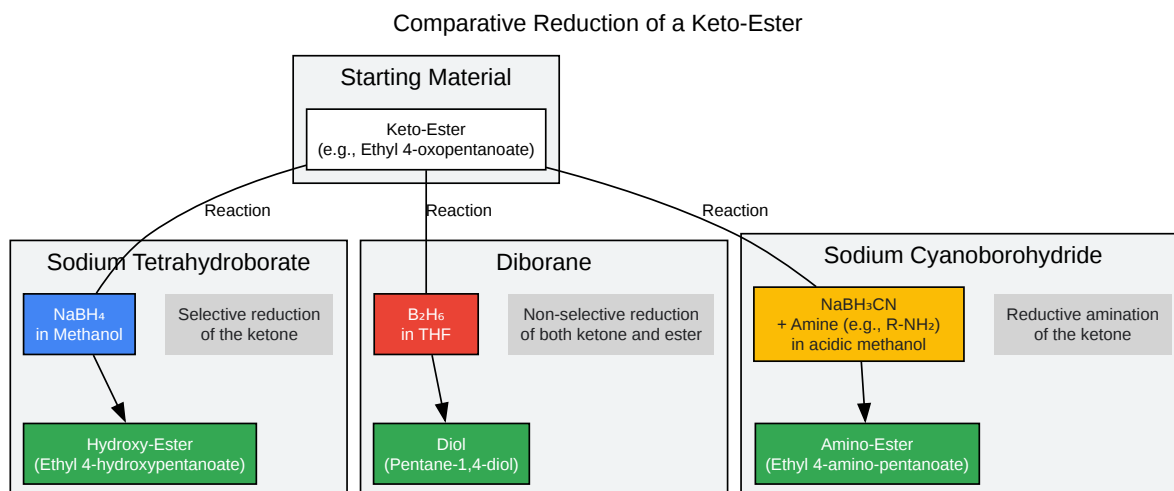 Comparative Reduction of a Keto-Ester
Starting Material
Keto-Ester
(e.g., Ethyl 4-oxopentanoate)
Reaction
Reaction
Reaction
Sodium Tetrahydroborate
NaBH₄
in Methanol
Selective reduction
of the ketone
Hydroxy-Ester
(Ethyl 4-hydroxypentanoate)
Diborane
B₂H₆
in THF
Non-selective reduction
of both ketone and ester
Diol
(Pentane-1,4-diol)
Sodium Cyanoborohydride
NaBH₃CN
+ Amine (e.g., R-NH₂)
in acidic methanol
Reductive amination
of the ketone
Amino-Ester
(Ethyl 4-amino-pentanoate)